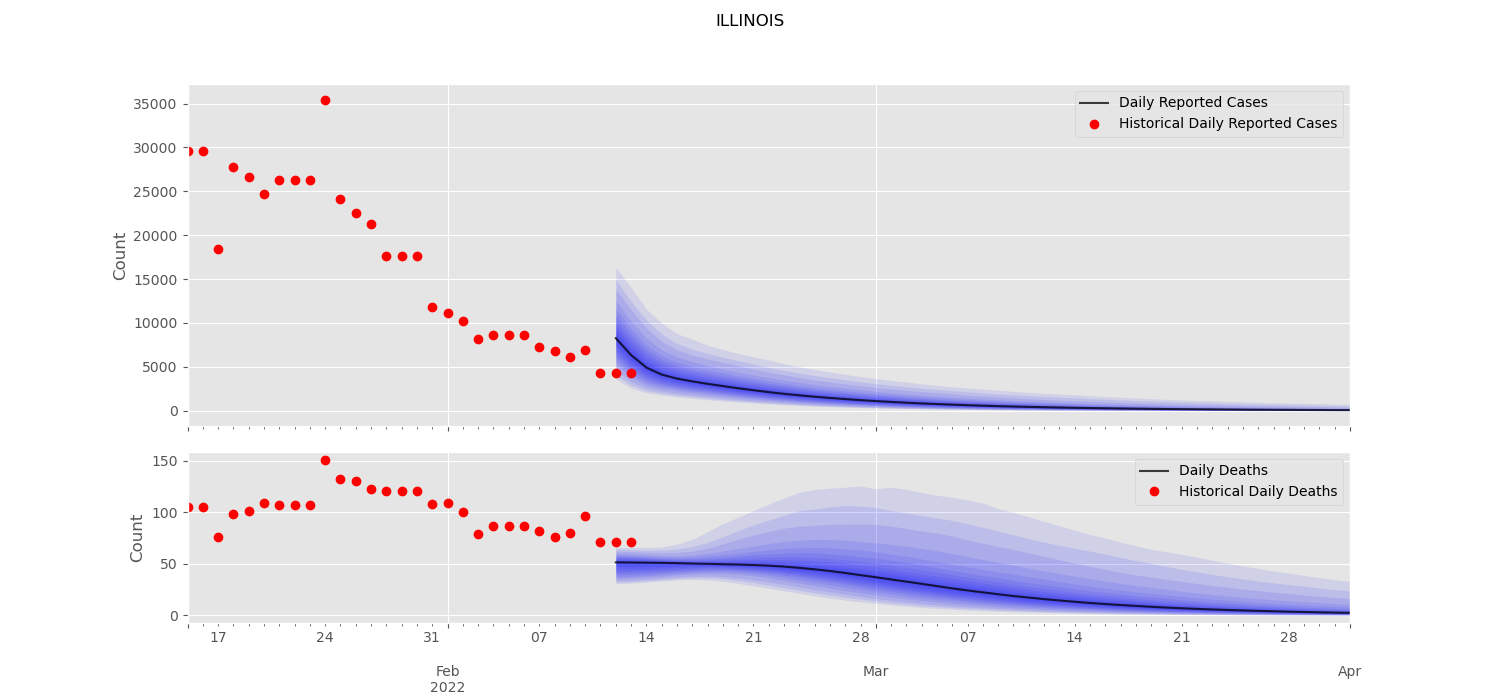 ILLINOIS
Daily Reported Cases
Historical Daily Reported Cases
Count
35000
30000
25000
20000
15000
10000
5000
0
Daily Deaths
Historical Daily Deaths
Count
150
100
50
0
17 24 31 07 14 21 28 07 14 21 28
Feb Mar Apr
2022